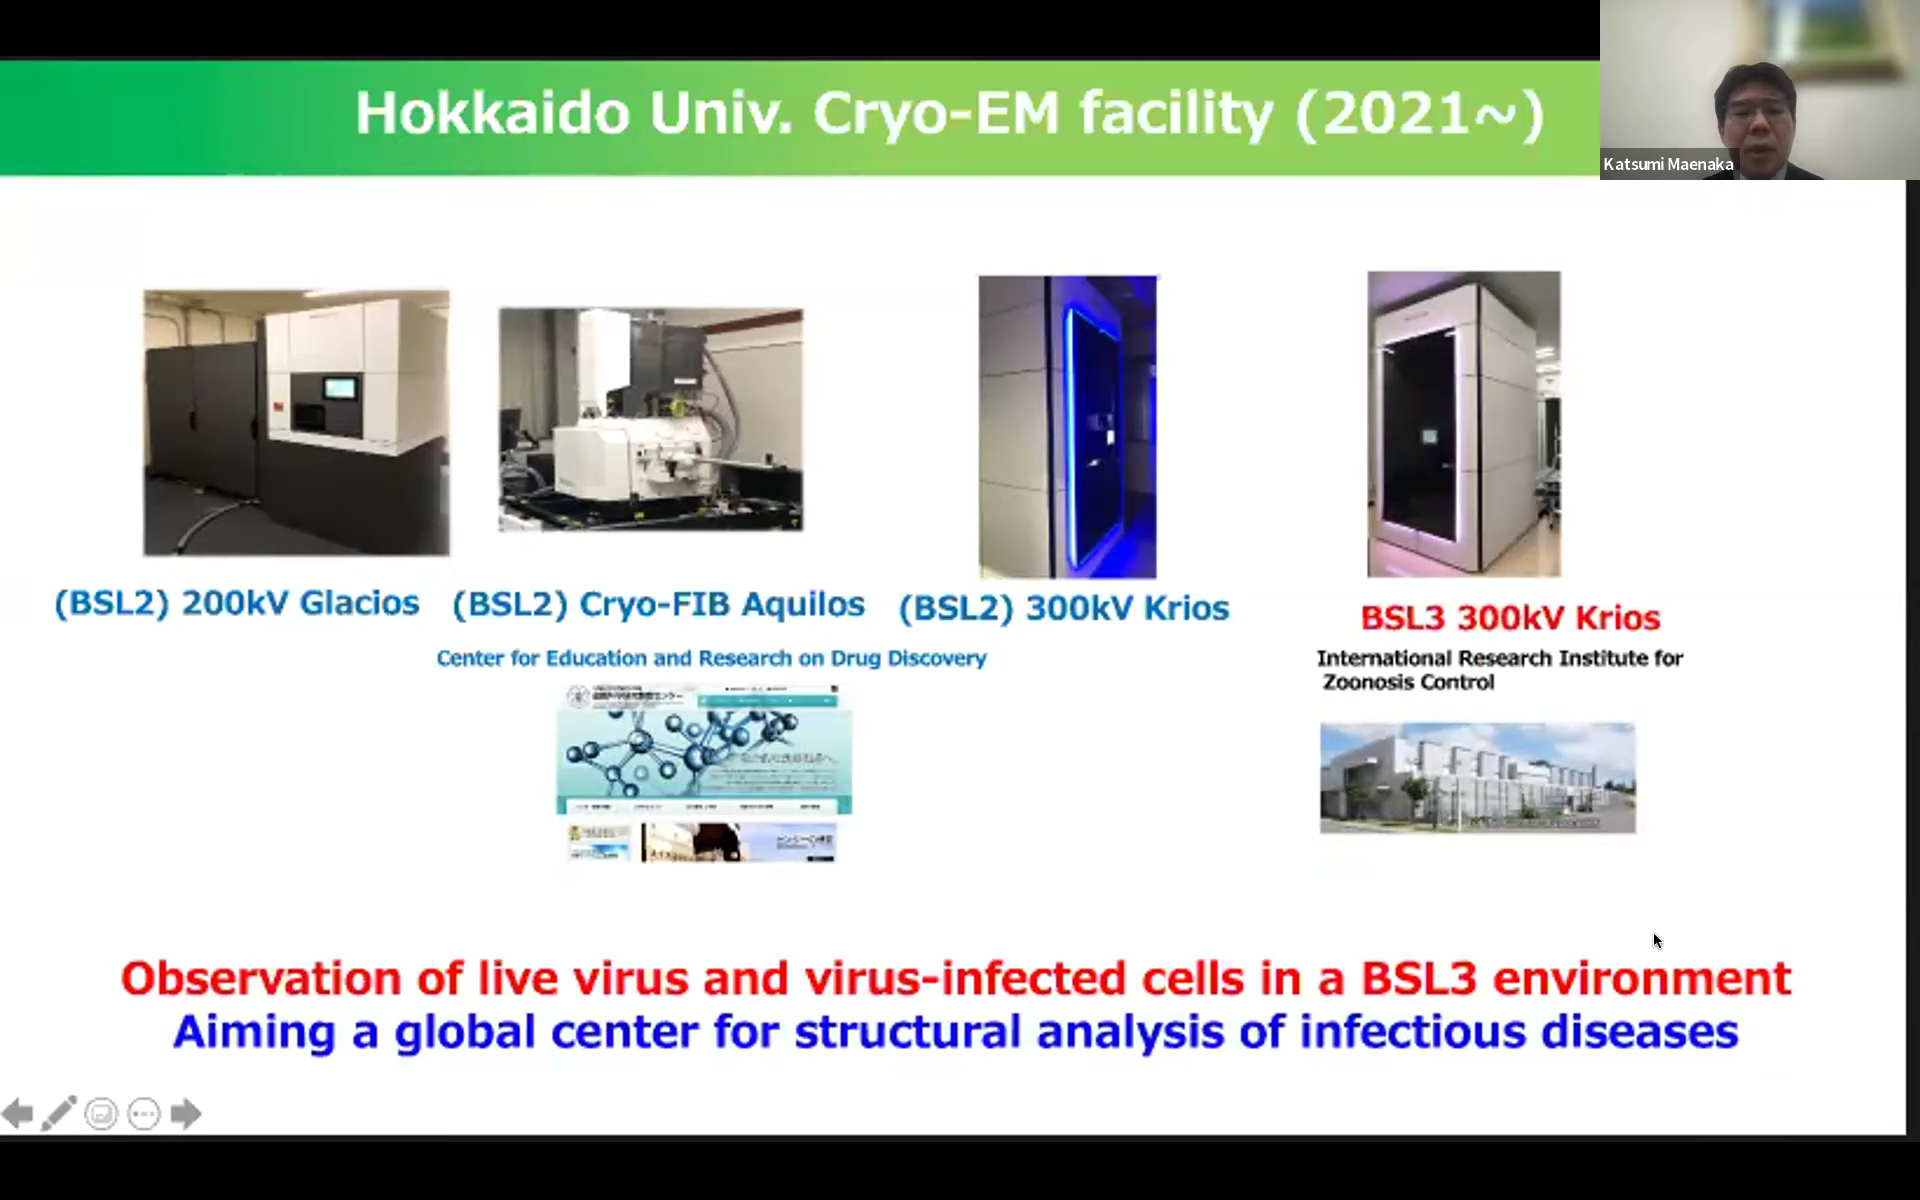 Hokkaido Univ. Cryo-EM facility (2021~)
Katsumi Maenaka
(BSL2) 200kV Glacios
(BSL2) Cryo-FIB Aquilos
(BSL2) 300kV Krios
BSL3 300kV Krios
Center for Education and Research on Drug Discovery
International Research Institute for
Zoonosis Control
Observation of live virus and virus-infected cells in a BSL3 environment
Aiming a global center for structural analysis of infectious diseases